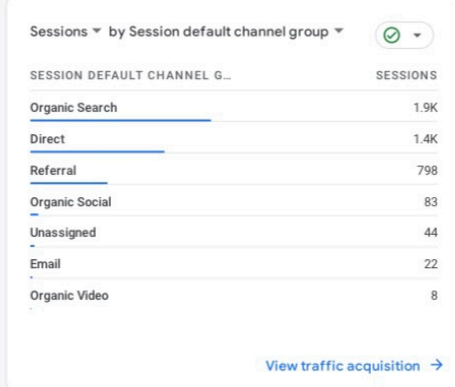 Sessions by Session default channel group
SESSION DEFAULT CHANNEL G... SESSIONS
Organic Search 1.9K
Direct 1.4K
Referral 798
Organic Social 83
Unassigned 44
Email 22
Organic Video 8
View traffic acquisition →